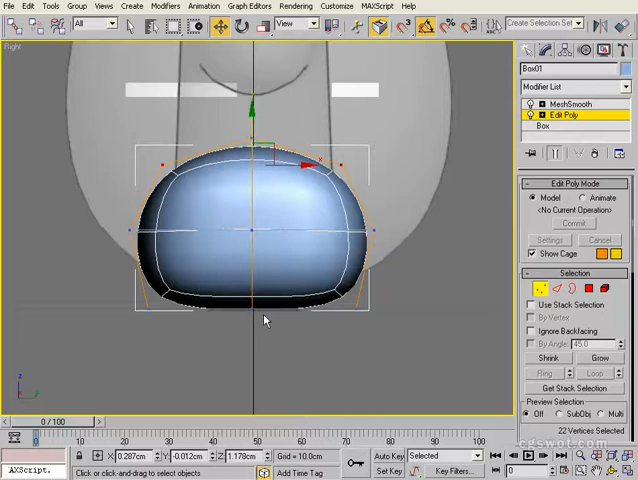 File Edit Tools Group Views Create Modifiers Animation Graph Editors Rendering Customize MAXScript Help
All
View
Create Selection Set
Right
z
y
x
Box01
Modifier List
MeshSmooth
Edit Poly
Box
- Edit Poly Mode
Model Animate
<No Current Operation>
Commit
Settings Cancel
Show Cage
- Selection
Use Stack Selection
By Vertex
Ignore Backfacing
By Angle: 45.0
Shrink Grow
Ring Loop
Get Stack Selection
Preview Selection
Off SubObj Multi
22 Vertices Selected
cgswot.com
0 / 100
0 10 20 30 40 50 60 70 80 90 100
X: 0.287cm Y: -0.012cm Z: 1.178cm Grid = 10.0cm
Auto Key Selected
AXScript.
Click or click-and-drag to select objects
Add Time Tag
Set Key Key Filters...
0